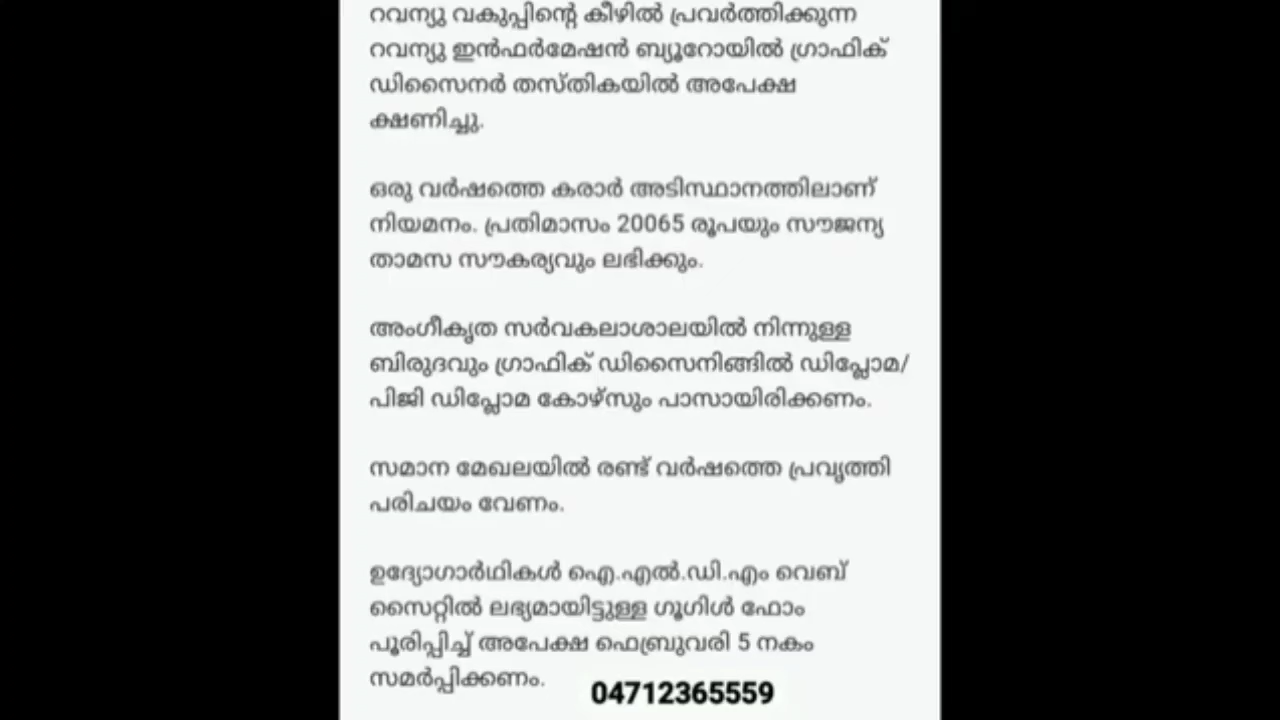 റവന്യു വകുപ്പിന്റെ കീഴിൽ പ്രവർത്തിക്കുന്ന
റവന്യു ഇൻഫർമേഷൻ ബ്യൂറോയിൽ ഗ്രാഫിക്
ഡിസൈനർ തസ്തികയിൽ അപേക്ഷ
ക്ഷണിച്ചു.
ഒരു വർഷത്തെ കരാർ അടിസ്ഥാനത്തിലാണ്
നിയമനം. പ്രതിമാസം 20065 രൂപയും സൗജന്യ
താമസ സൗകര്യവും ലഭിക്കും.
അംഗീകൃത സർവകലാശാലയിൽ നിന്നുള്ള
ബിരുദവും ഗ്രാഫിക് ഡിസൈനിങ്ങിൽ ഡിപ്ലോമ/
പിജി ഡിപ്ലോമ കോഴ്സും പാസായിരിക്കണം.
സമാന മേഖലയിൽ രണ്ട് വർഷത്തെ പ്രവൃത്തി
പരിചയം വേണം.
ഉദ്യോഗാർഥികൾ ഐ.എൽ.ഡി.എം വെബ്
സൈറ്റിൽ ലഭ്യമായിട്ടുള്ള ഗൂഗിൾ ഫോം
പൂരിപ്പിച്ച് അപേക്ഷ ഫെബ്രുവരി 5 നകം
സമർപ്പിക്കണം.
04712365559